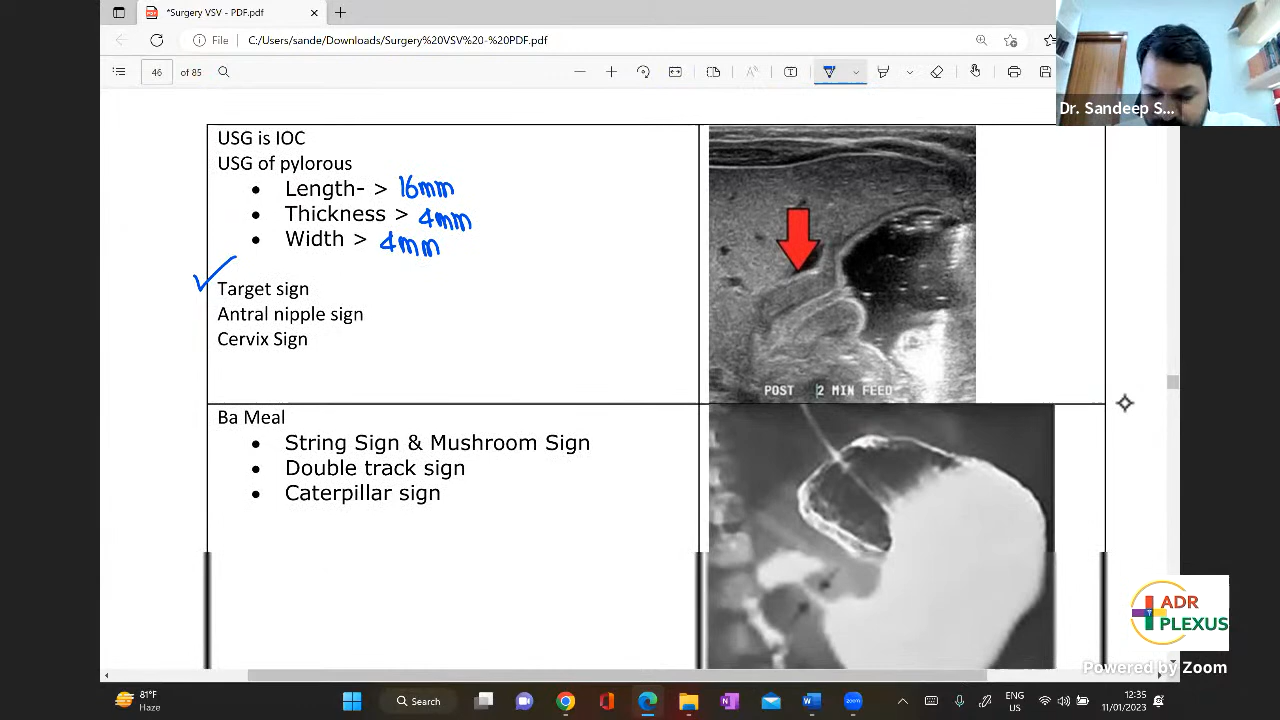 *Surgery VSV - PDF.pdf
File C:/Users/sande/Downloads/Surgery%20VSV%20-%20PDF.pdf
46 of 85
Dr. Sandeep S...
USG is IOC
USG of pylorous
• Length- > 16mm
• Thickness > 4mm
• Width > 4mm
Target sign
Antral nipple sign
Cervix Sign
POST 2 MIN FEED
Ba Meal
• String Sign & Mushroom Sign
• Double track sign
• Caterpillar sign
ADR
PLEXUS
Powered by Zoom
81°F
Haze
Search
ENG
US
12:35
11/01/2023